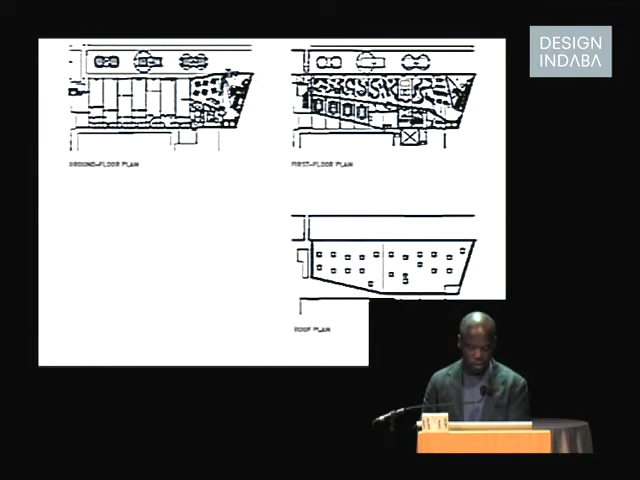 DESIGN
INDABA
GROUND-FLOOR PLAN
FIRST-FLOOR PLAN
ROOF PLAN